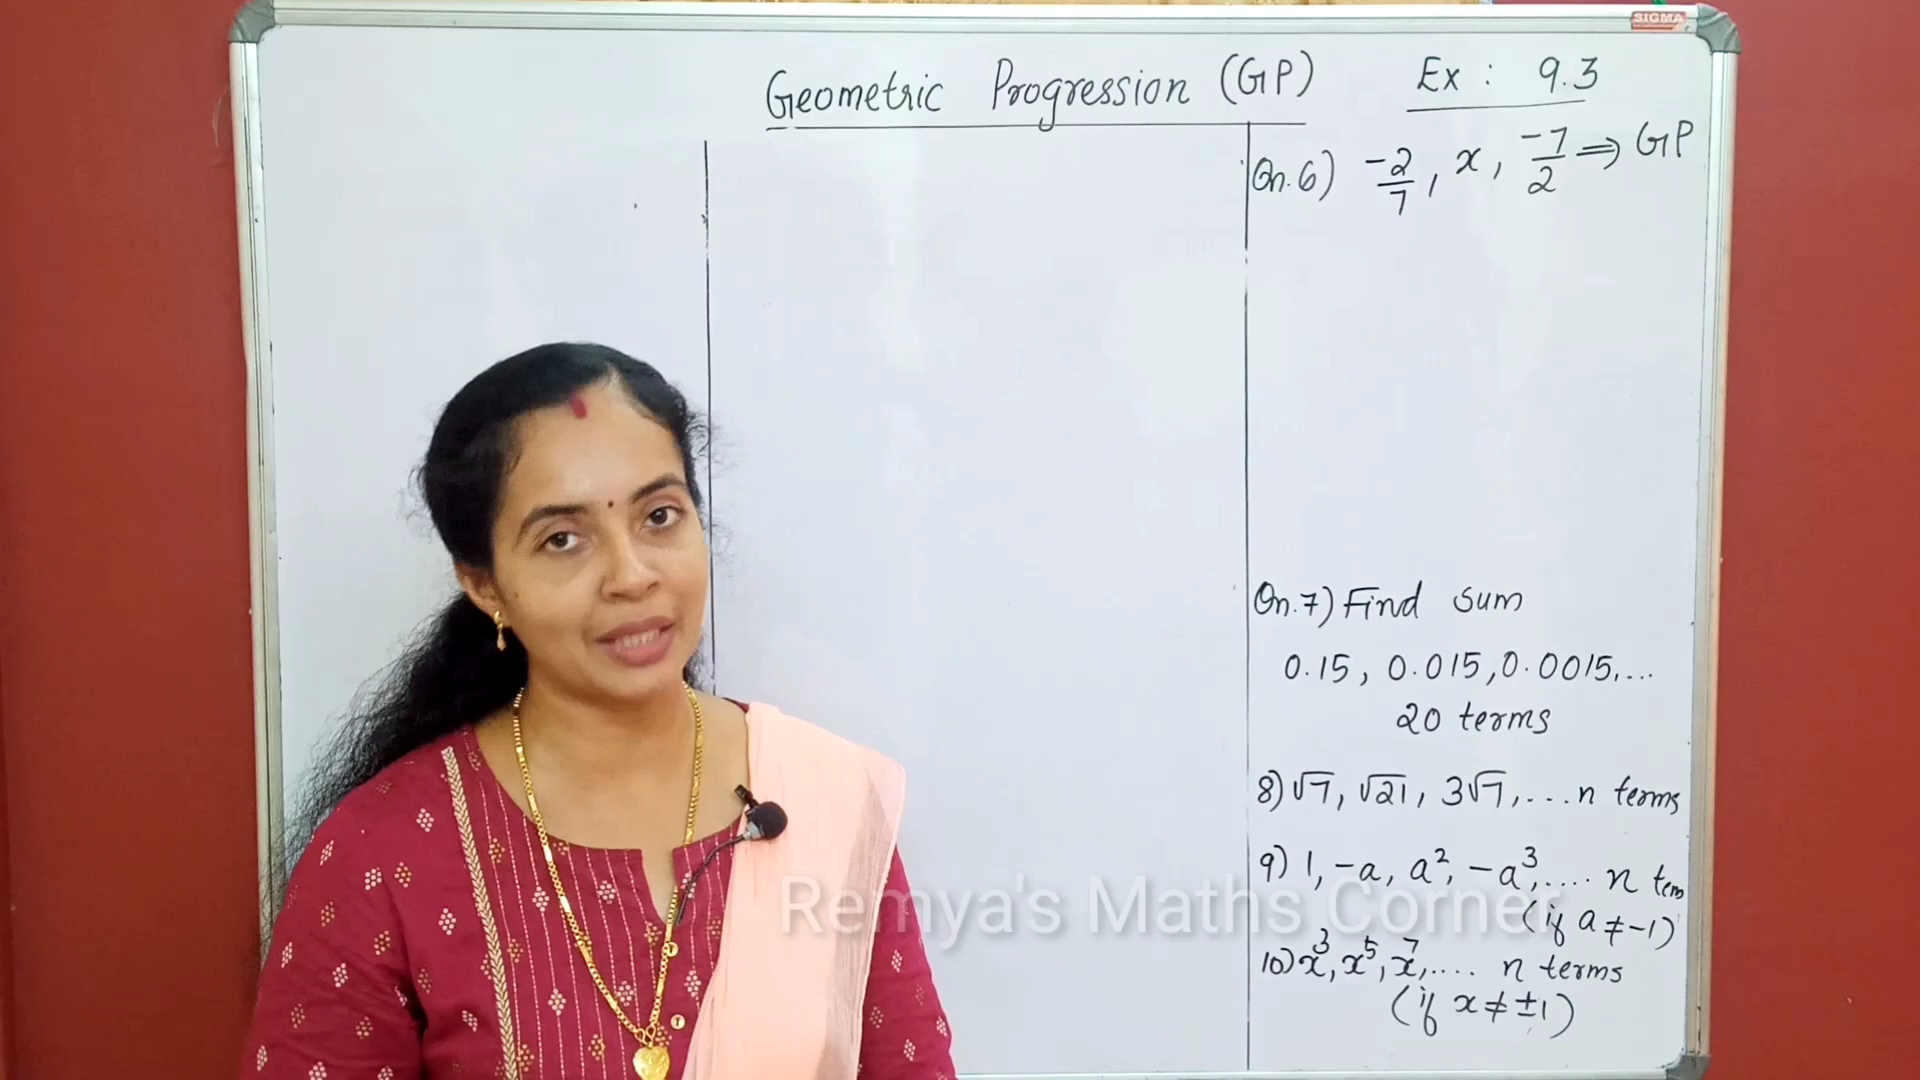 SIGMA
Geometric Progression (GP)
Ex : 9.3
Qn.6) -2/7, x, -7/2 ⇒ GP
Qn.7) Find sum
0.15, 0.015, 0.0015,...
20 terms
8) √7, √21, 3√7,... n terms
9) 1, -a, a², -a³,.... n tem
(if a ≠ -1)
Remya's Maths Corner
10) x³, x⁵, x⁷,.... n terms
(if x ≠ ±1)